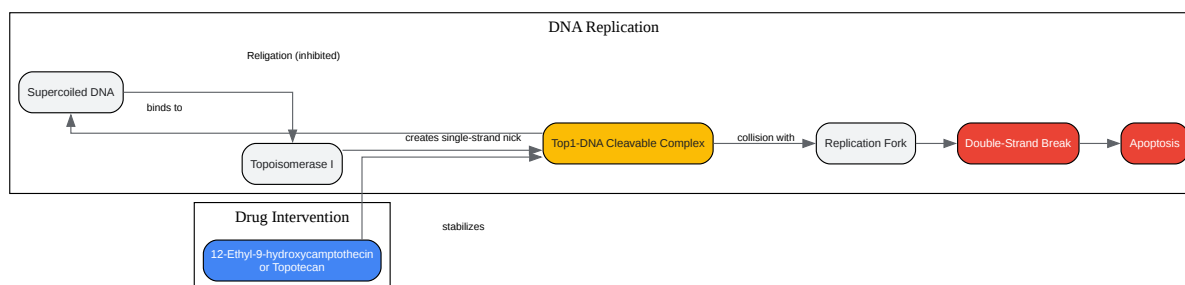 DNA Replication
Religation (inhibited)
Supercoiled DNA
binds to
creates single-strand nick
Top1-DNA Cleavable Complex
collision with
Replication Fork
Double-Strand Break
Apoptosis
Topoisomerase I
Drug Intervention
stabilizes
12-Ethyl-9-hydroxycamptothecin
or Topotecan